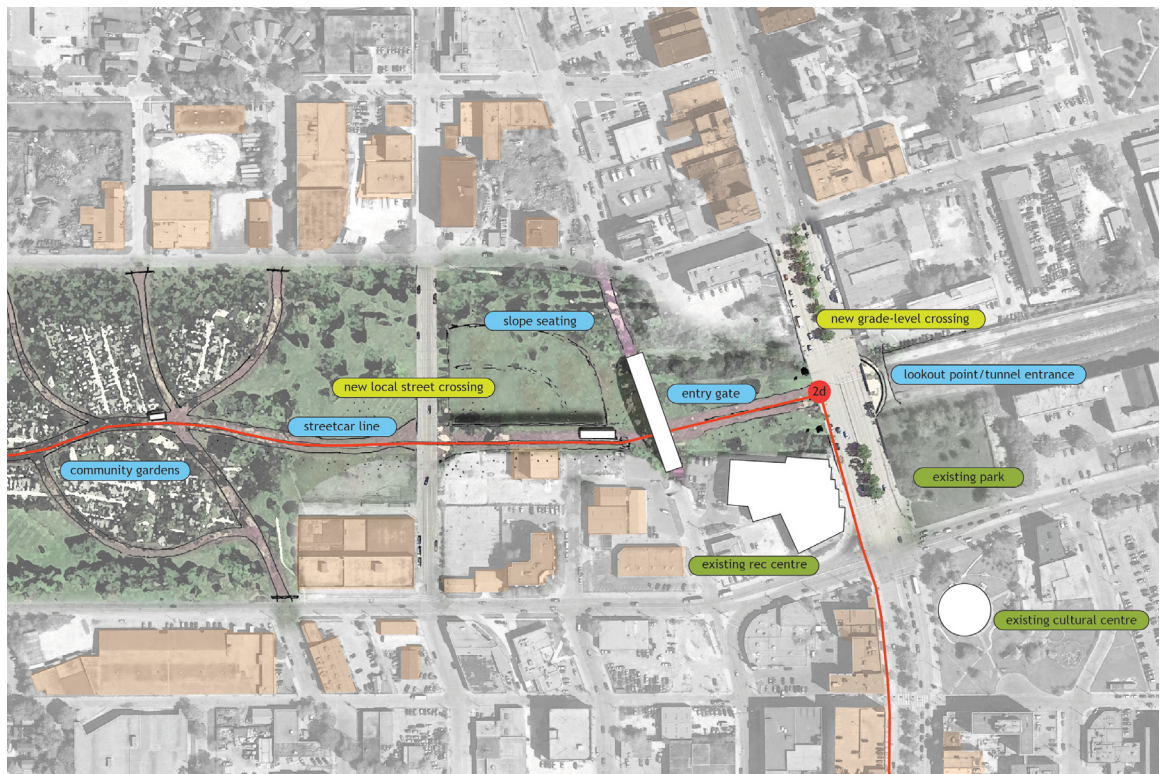 new grade-level crossing
slope seating
lookout point/tunnel entrance
new local street crossing
entry gate
2d
streetcar line
community gardens
existing park
existing rec centre
existing cultural centre